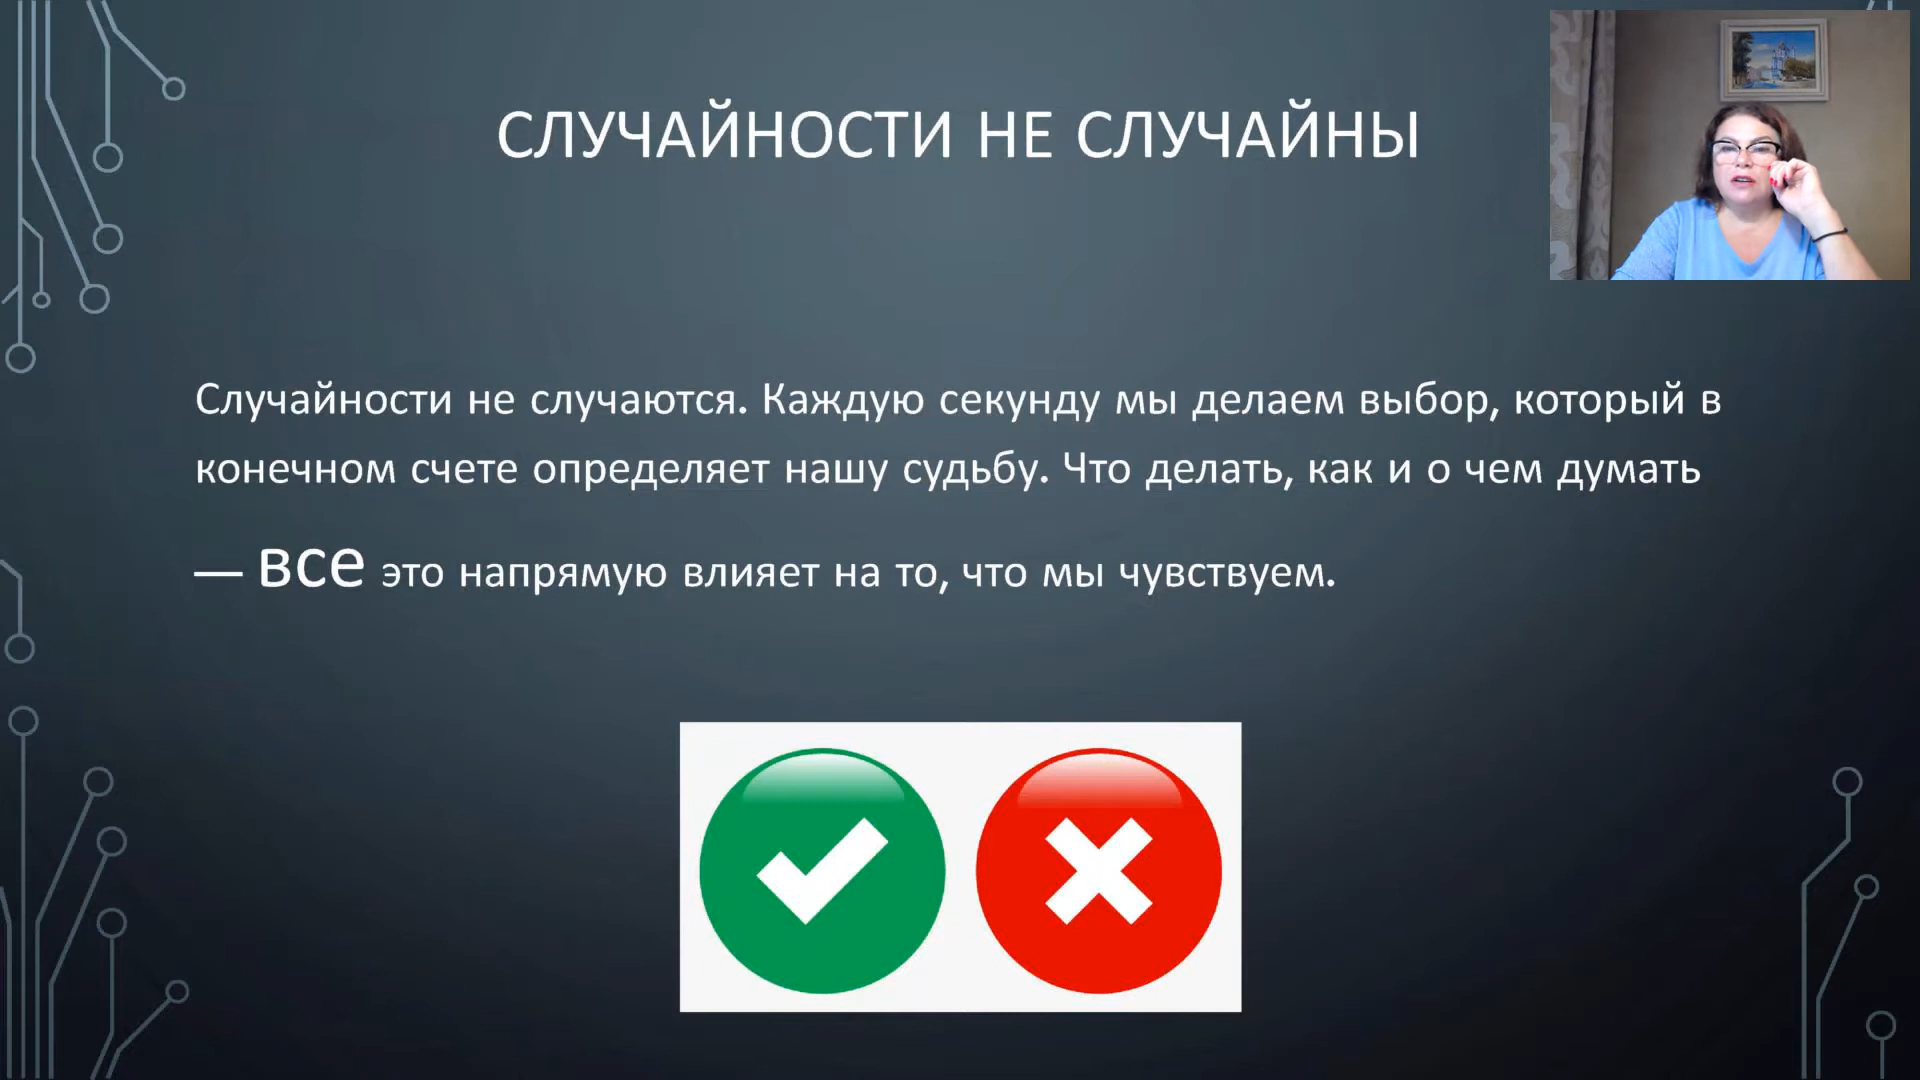 СЛУЧАЙНОСТИ НЕ СЛУЧАЙНЫ
Случайности не случаются. Каждую секунду мы делаем выбор, который в
конечном счете определяет нашу судьбу. Что делать, как и о чем думать
— все это напрямую влияет на то, что мы чувствуем.